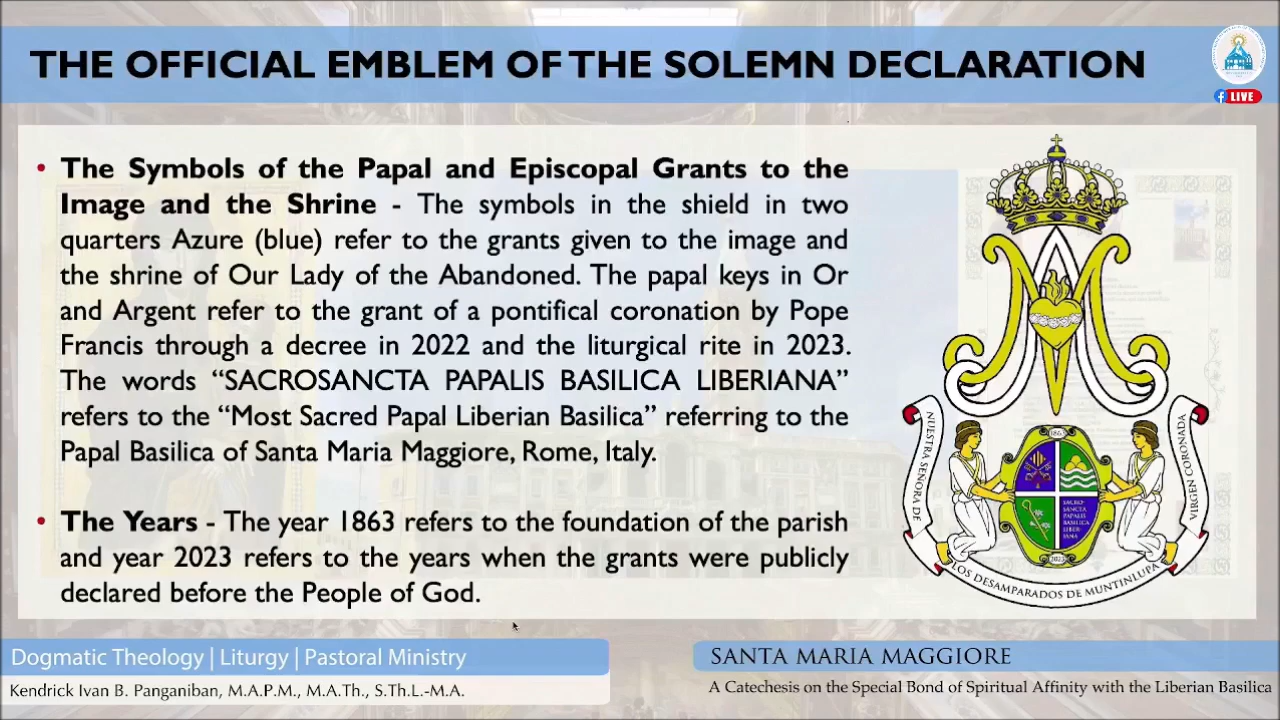 THE OFFICIAL EMBLEM OF THE SOLEMN DECLARATION
LIVE
• The Symbols of the Papal and Episcopal Grants to the
Image and the Shrine - The symbols in the shield in two
quarters Azure (blue) refer to the grants given to the image and
the shrine of Our Lady of the Abandoned. The papal keys in Or
and Argent refer to the grant of a pontifical coronation by Pope
Francis through a decree in 2022 and the liturgical rite in 2023.
The words “SACROSANCTA PAPALIS BASILICA LIBERIANA”
refers to the “Most Sacred Papal Liberian Basilica” referring to the
Papal Basilica of Santa Maria Maggiore, Rome, Italy.
• The Years - The year 1863 refers to the foundation of the parish
and year 2023 refers to the years when the grants were publicly
declared before the People of God.
NUESTRA SEÑORA DE
LOS DESAMPARADOS DE MUNTINLUPA
VIRGEN CORONADA
SACRO-
SANCTA
PAPALIS
BASILICA
LIBER-
IANA
2023
Dogmatic Theology | Liturgy | Pastoral Ministry
Kendrick Ivan B. Panganiban, M.A.P.M., M.A.Th., S.Th.L.-M.A.
SANTA MARIA MAGGIORE
A Catechesis on the Special Bond of Spiritual Affinity with the Liberian Basilica